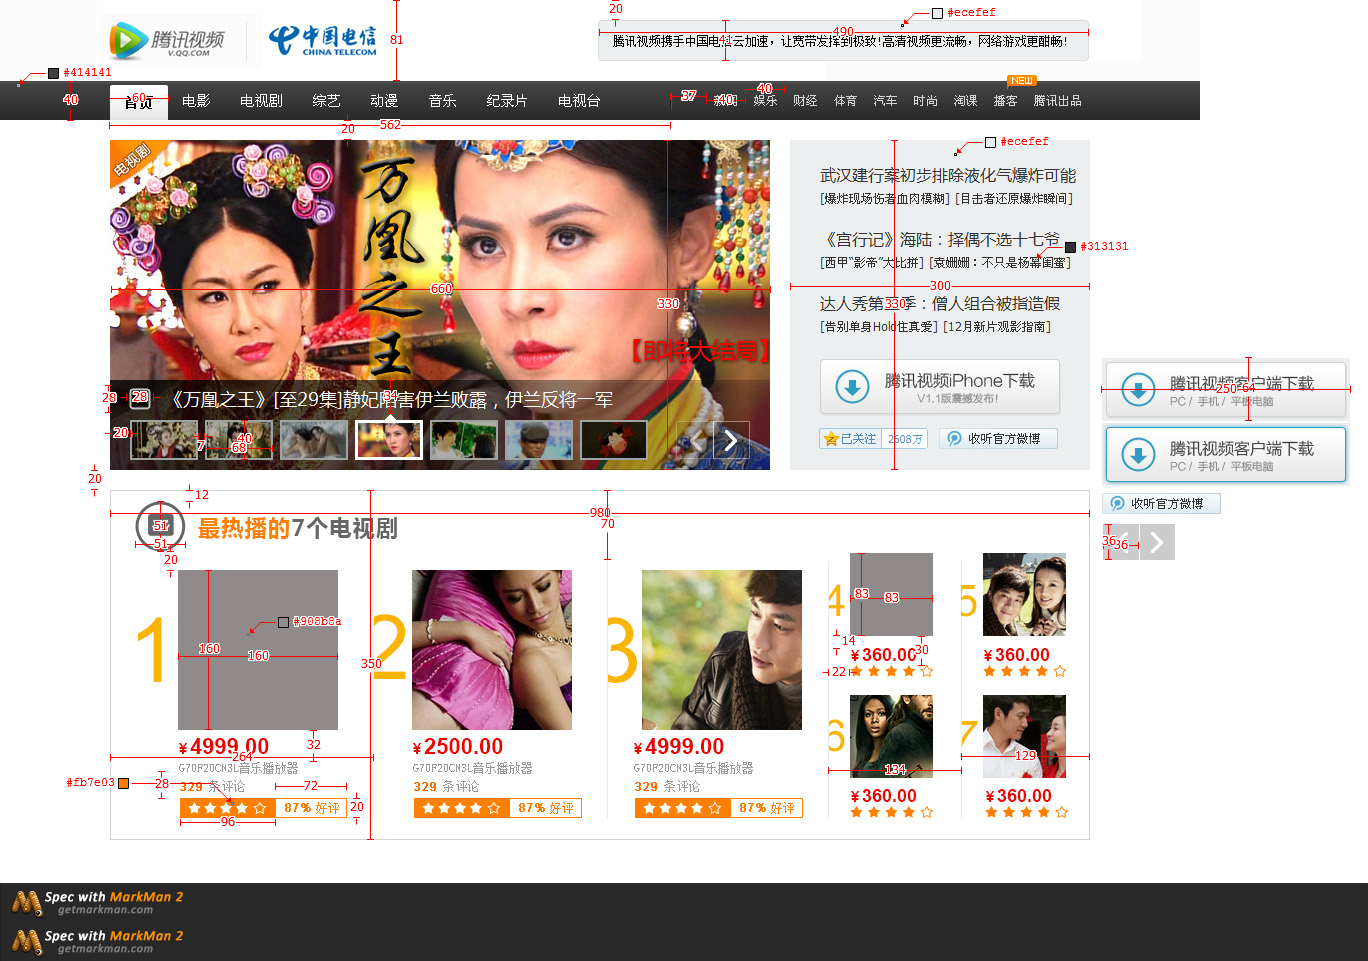 20
#ecefef
腾讯视频
V.QQ.COM
中国电信
CHINA TELECOM
81
490
41
腾讯视频携手中国电信云加速，让宽带发挥到极致!高清视频更流畅，网络游戏更酣畅!
#414141
NEW
40
60
首页 电影 电视剧 综艺 动漫 音乐 纪录片 电视台
37
40
40
新闻 娱乐 财经 体育 汽车 时尚 淘课 播客 腾讯出品
562
20
#ecefef
电视剧
万凰之王
660
330
【即将大结局】
武汉建行案初步排除液化气爆炸可能
[爆炸现场伤者血肉模糊] [目击者还原爆炸瞬间]
《宫行记》海陆：择偶不选十七爷
#313131
[西甲“影帝”大比拼] [袁姗姗：不只是杨幂闺蜜]
300
达人秀第三季：僧人组合被指造假
330
[告别单身Hold住真爱] [12月新片观影指南]
28
28
34
《万凰之王》[至29集]静妃陷害伊兰败露，伊兰反将一军
20
7
40
68
腾讯视频iPhone下载
V1.1版震撼发布!
已关注 2608万
收听官方微博
腾讯视频客户端下载
PC / 手机 / 平板电脑
250
64
腾讯视频客户端下载
PC / 手机 / 平板电脑
收听官方微博
36
36
20
12
980
70
51
51
最热播的7个电视剧
20
1
160
160
#908b8a
2
350
3
4
83
83
5
14
30
22
¥ 360.00
¥ 360.00
6
7
134
129
¥ 360.00
¥ 360.00
¥ 4999.00
¥ 2500.00
¥ 4999.00
32
264
G70F20CN3L音乐播放器
G70F20CN3L音乐播放器
G70F20CN3L音乐播放器
#fb7e03
28
72
329 条评论
329 条评论
329 条评论
87% 好评
87% 好评
87% 好评
20
96
Spec with MarkMan 2
getmarkman.com
Spec with MarkMan 2
getmarkman.com